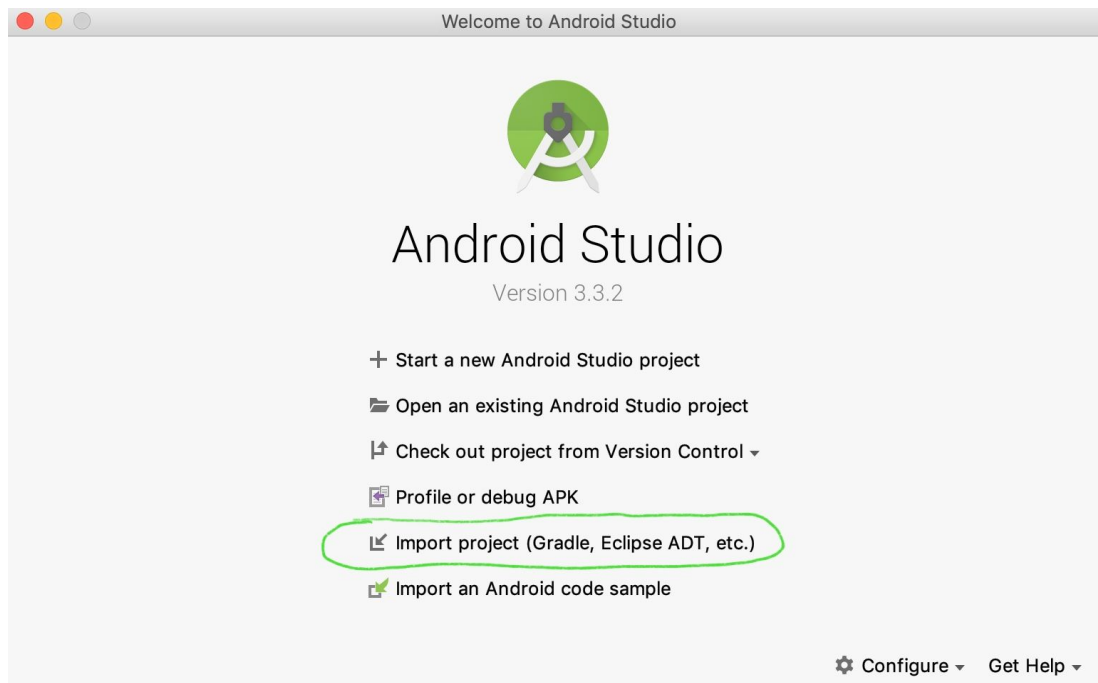 Welcome to Android Studio
Android Studio
Version 3.3.2
Start a new Android Studio project
Open an existing Android Studio project
Check out project from Version Control
Profile or debug APK
Import project (Gradle, Eclipse ADT, etc.)
Import an Android code sample
Configure Get Help